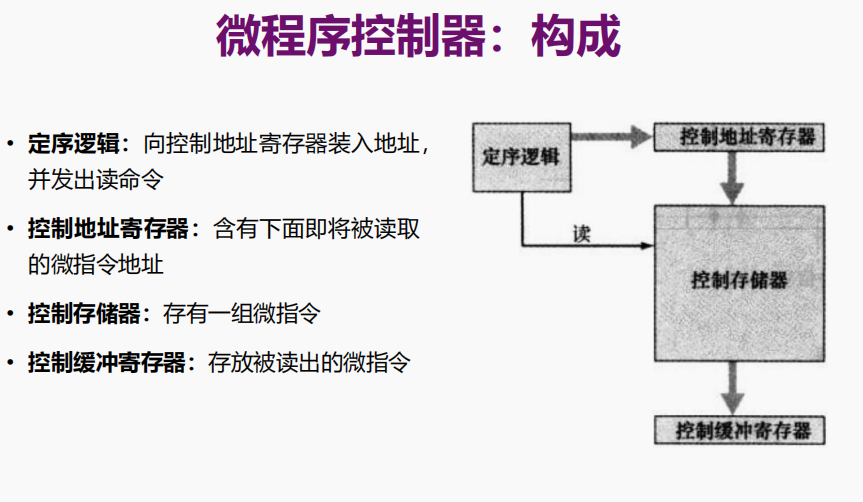 微程序控制器：构成
• 定序逻辑：向控制地址寄存器装入地址，
并发出读命令
• 控制地址寄存器：含有下面即将被读取
的微指令地址
• 控制存储器：存有一组微指令
• 控制缓冲寄存器：存放被读出的微指令
定序逻辑
控制地址寄存器
读
控制存储器
控制缓冲寄存器